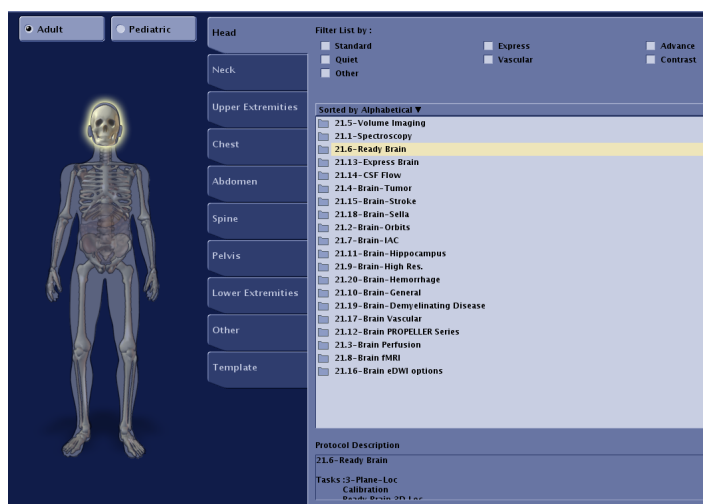 Adult
Pediatric
Head
Neck
Upper Extremities
Chest
Abdomen
Spine
Pelvis
Lower Extremities
Other
Template
Filter List by :
Standard Express Advance
Quiet Vascular Contrast
Other
Sorted by Alphabetical ▼
21.5-Volume Imaging
21.1-Spectroscopy
21.6-Ready Brain
21.13-Express Brain
21.14-CSF Flow
21.4-Brain-Tumor
21.15-Brain-Stroke
21.18-Brain-Sella
21.2-Brain-Orbits
21.7-Brain-IAC
21.11-Brain-Hippocampus
21.9-Brain-High Res.
21.20-Brain-Hemorrhage
21.10-Brain-General
21.19-Brain-Demyelinating Disease
21.17-Brain Vascular
21.12-Brain PROPELLER Series
21.3-Brain Perfusion
21.8-Brain fMRI
21.16-Brain eDWI options
Protocol Description
21.6-Ready Brain
Tasks :3-Plane-Loc
Calibration
Ready Brain 3D Loc